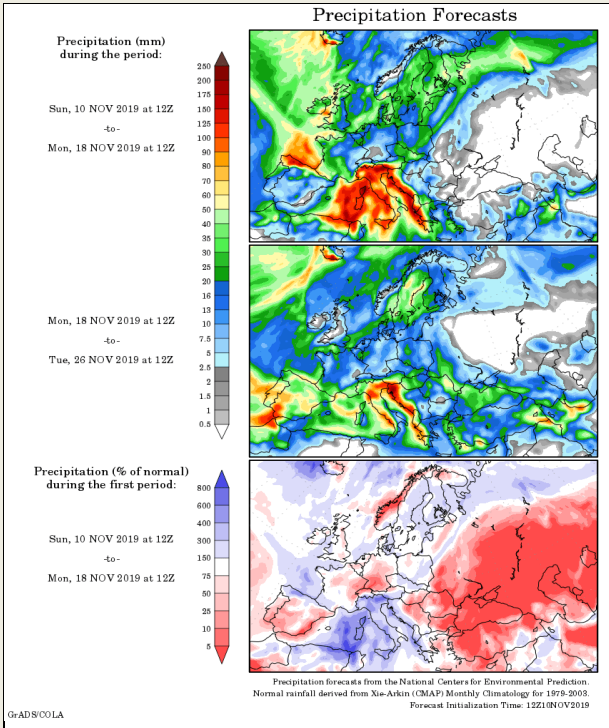 Precipitation Forecasts
Precipitation (mm)
during the period:
Sun, 10 NOV 2019 at 12Z
-to-
Mon, 18 NOV 2019 at 12Z
250
200
175
150
125
100
90
80
70
60
50
40
35
30
25
20
16
13
10
7.5
5
2.5
2
1.5
1
0.5
Mon, 18 NOV 2019 at 12Z
-to-
Tue, 26 NOV 2019 at 12Z
Precipitation (% of normal)
during the first period:
800
600
400
300
150
75
50
25
10
5
Sun, 10 NOV 2019 at 12Z
-to-
Mon, 18 NOV 2019 at 12Z
Precipitation forecasts from the National Centers for Environmental Prediction.
Normal rainfall derived from Xie-Arkin (CMAP) Monthly Climatology for 1979-2003.
Forecast Initialization Time: 12Z10NOV2019
GrADS/COLA